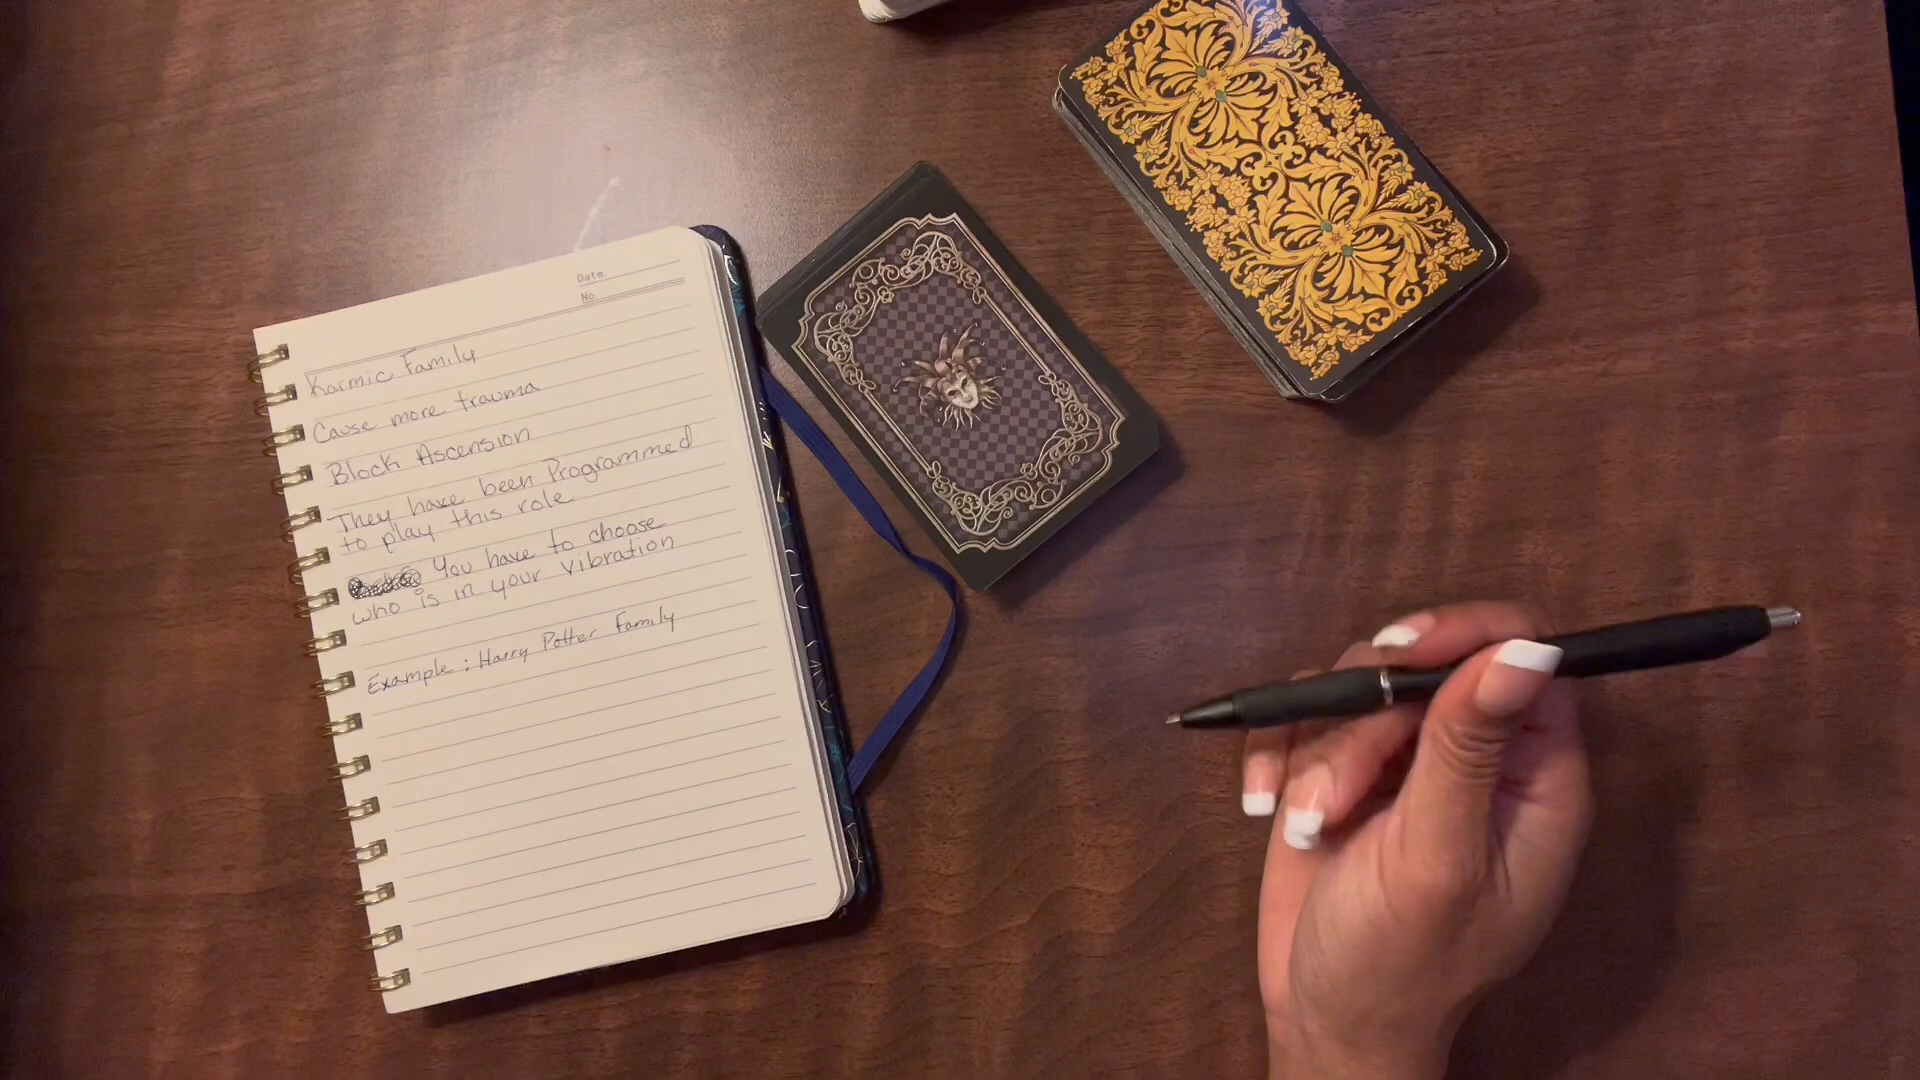 Date
No.
Karmic Family
Cause more trauma
Block Ascension
They have been Programmed
to play this role
You have to choose
who is in your vibration
Example : Harry Potter Family